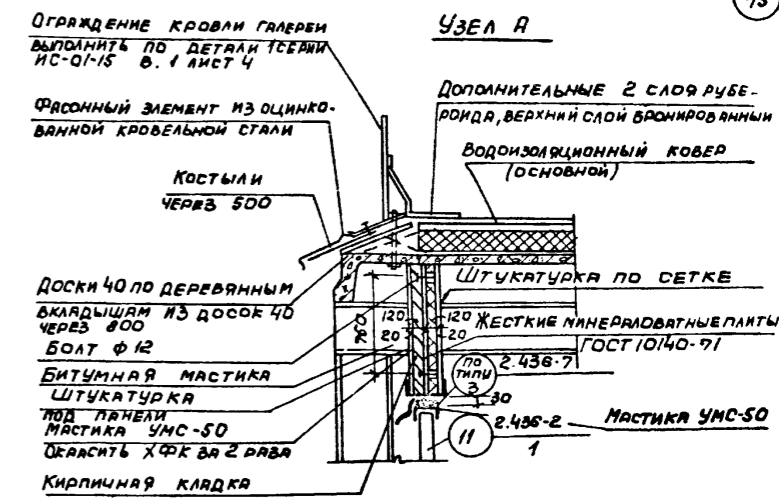 УЗЕЛ А
ОГРАЖДЕНИЕ КРОВЛИ ГАЛЕРЕИ
ВЫПОЛНИТЬ ПО ДЕТАЛИ 1 СЕРИИ
ИС-01-15 В. 1 ЛИСТ 4
ФАСОННЫЙ ЭЛЕМЕНТ ИЗ ОЦИНКО-
ВАННОЙ КРОВЕЛЬНОЙ СТАЛИ
КОСТЫЛИ
ЧЕРЕЗ 500
ДОПОЛНИТЕЛЬНЫЕ 2 СЛОЯ РУБЕ-
РОИДА, ВЕРХНИЙ СЛОЙ БРОНИРОВАННЫЙ
ВОДОИЗОЛЯЦИОННЫЙ КОВЕР
(ОСНОВНОЙ)
ДОСКИ 40 ПО ДЕРЕВЯННЫМ
ВКЛАДЫШАМ ИЗ ДОСОК 40
ЧЕРЕЗ 800
БОЛТ Ф 12
БИТУМНАЯ МАСТИКА
ШТУКАТУРКА
ПОД ПАНЕЛИ
МАСТИКА УМС-50
ОКРАСИТЬ ХФК ЗА 2 РАЗА
КИРПИЧНАЯ КЛАДКА
760
120
120
20
20
ШТУКАТУРКА ПО СЕТКЕ
ЖЕСТКИЕ МИНЕРАЛОВАТНЫЕ ПЛИТЫ
ГОСТ 10140-71
ПО
ТИПУ
3
2.436-7
30
11
2.436-2
1
МАСТИКА УМС-50